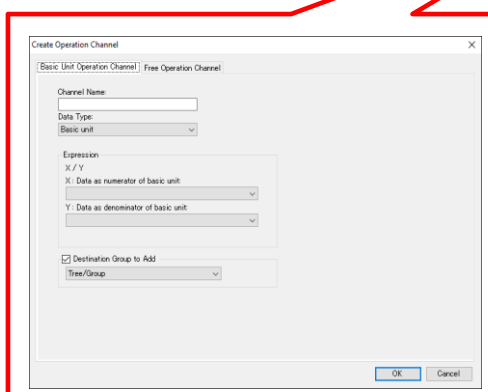 Create Operation Channel
Basic Unit Operation Channel Free Operation Channel
Channel Name:
Data Type:
Basic unit
Expression
X / Y
X : Data as numerator of basic unit:
Y : Data as denominator of basic unit:
Destination Group to Add
Tree/Group
OK Cancel